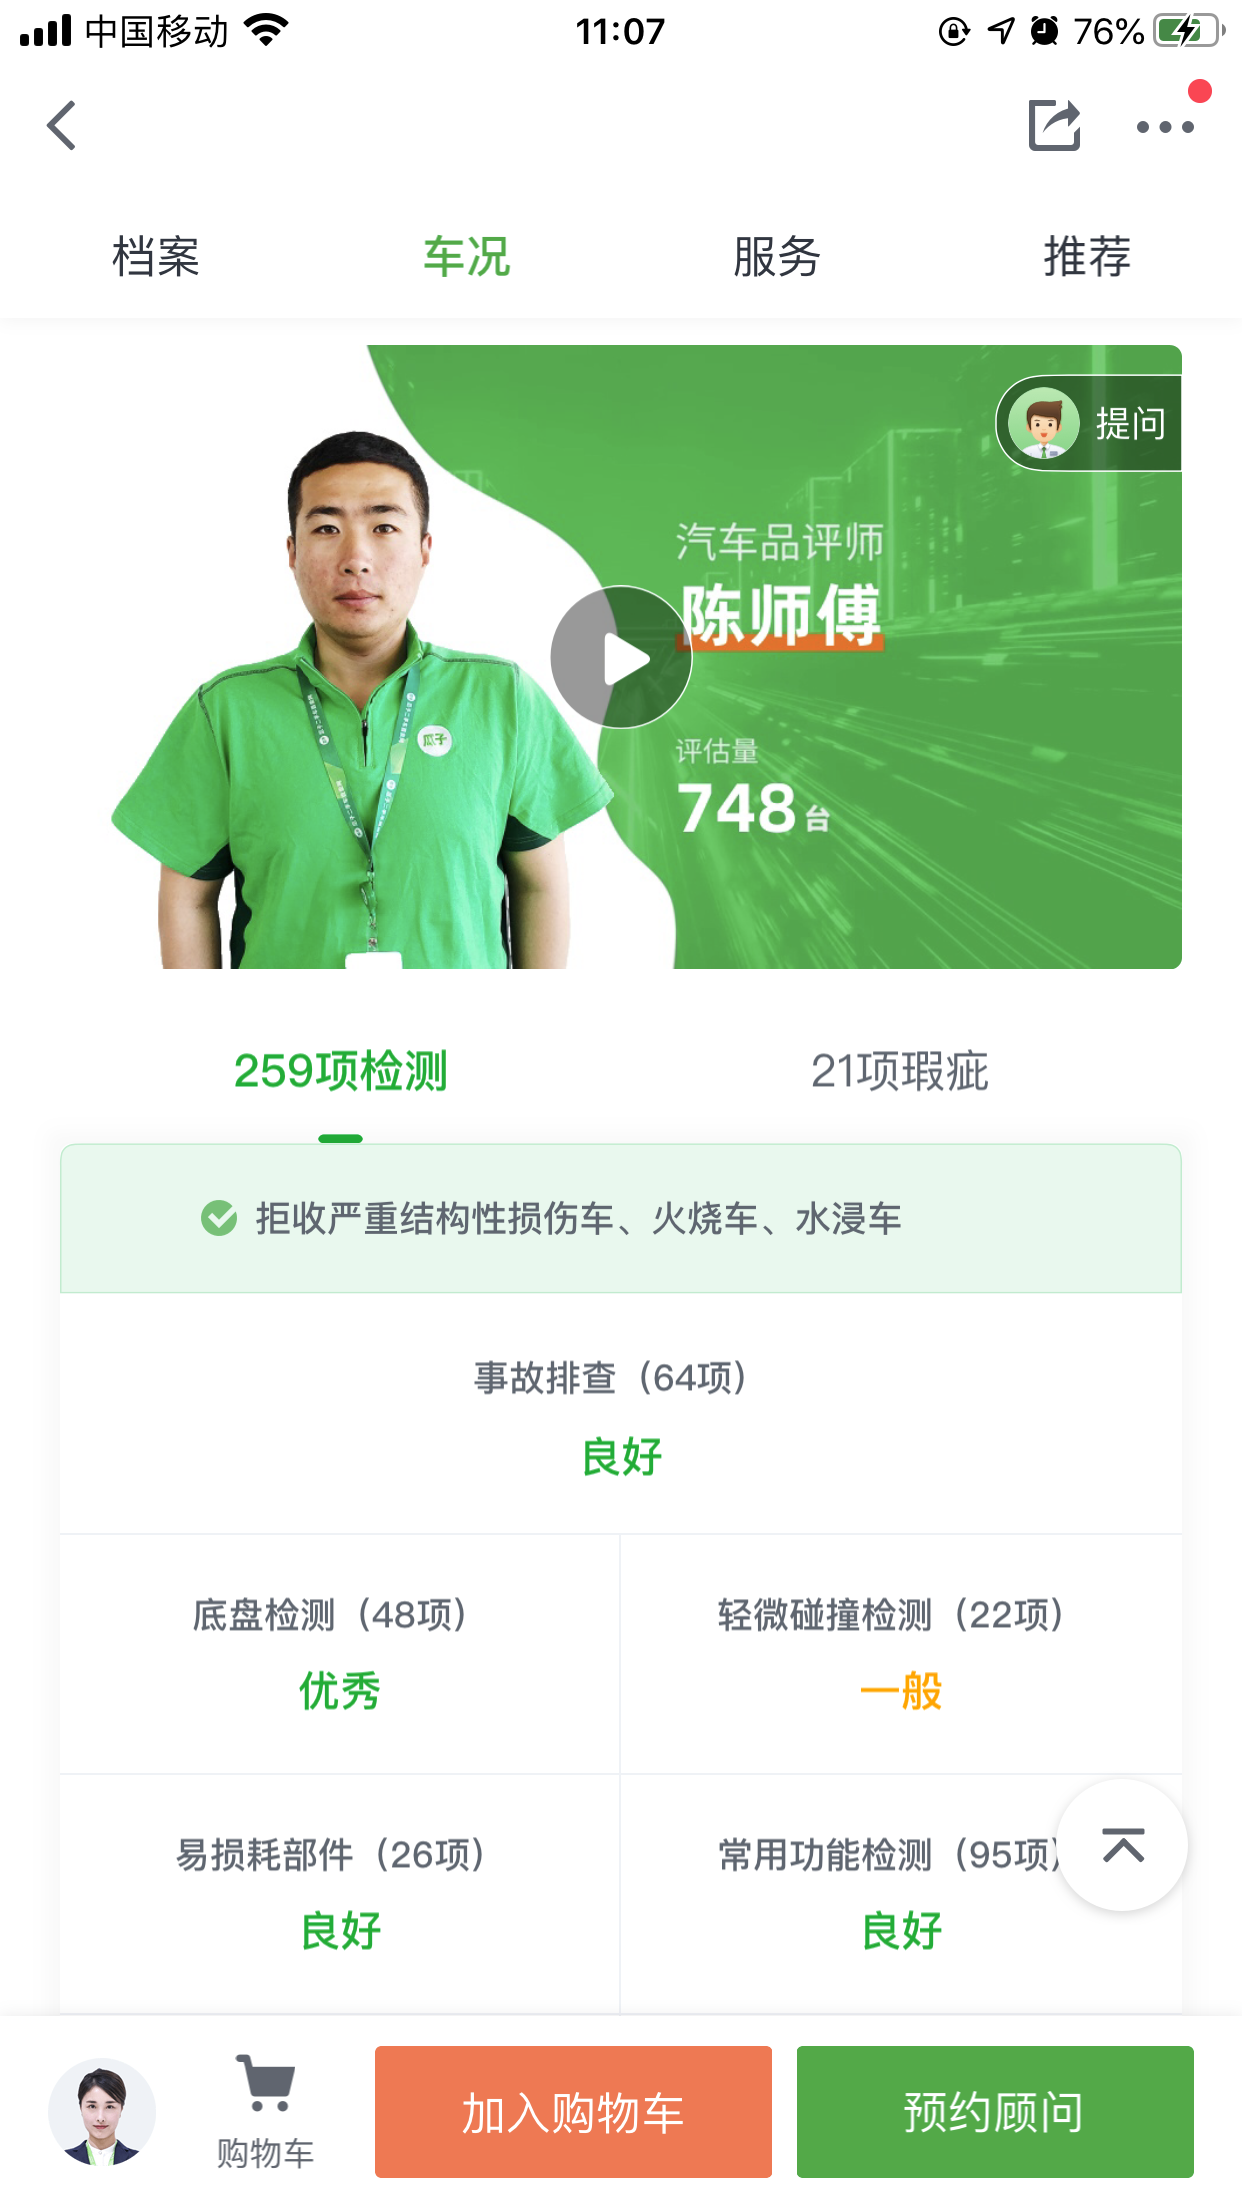 中国移动
11:07
76%
档案
车况
服务
推荐
提问
汽车品评师
陈师傅
瓜子
评估量
748台
259项检测
21项瑕疵
拒收严重结构性损伤车、火烧车、水浸车
事故排查（64项）
良好
底盘检测（48项）
轻微碰撞检测（22项）
优秀
一般
易损耗部件（26项）
常用功能检测（95项）
良好
良好
购物车
加入购物车
预约顾问